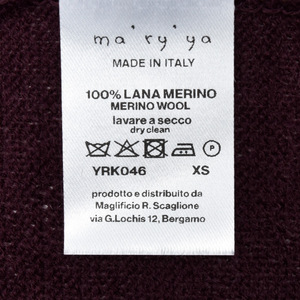 ma'ry'ya
MADE IN ITALY
100% LANA MERINO
MERINO WOOL
lavare a secco
dry clean
P
YRK046 XS
prodotto e distribuito da
Maglificio R. Scaglione
via G.Lochis 12, Bergamo